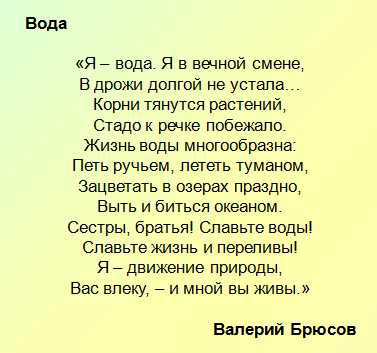 Вода
«Я – вода. Я в вечной смене,
В дрожи долгой не устала…
Корни тянутся растений,
Стадо к речке побежало.
Жизнь воды многообразна:
Петь ручьем, лететь туманом,
Зацветать в озерах праздно,
Выть и биться океаном.
Сестры, братья! Славьте воды!
Славьте жизнь и переливы!
Я – движение природы,
Вас влеку, – и мной вы живы.»
Валерий Брюсов